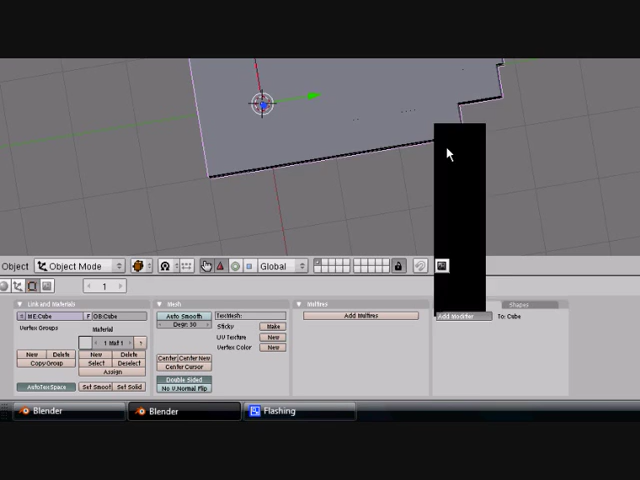 Object
Object Mode
Global
1
Link and Materials
Mesh
Multires
Shapes
ME:Cube
F
OB:Cube
Auto Smooth
TexMesh:
Add Multires
Add Modifier
To: Cube
Degr: 30
Vertex Groups
Material
Sticky
Make
1 Mat 1
?
UV Texture
New
Vertex Color
New
New
Delete
New
Delete
Center
Center New
Copy Group
Select
Deselect
Center Cursor
Assign
Double Sided
AutoTexSpace
Set Smoot
Set Solid
No V.Normal Flip
Blender
Blender
Flashing